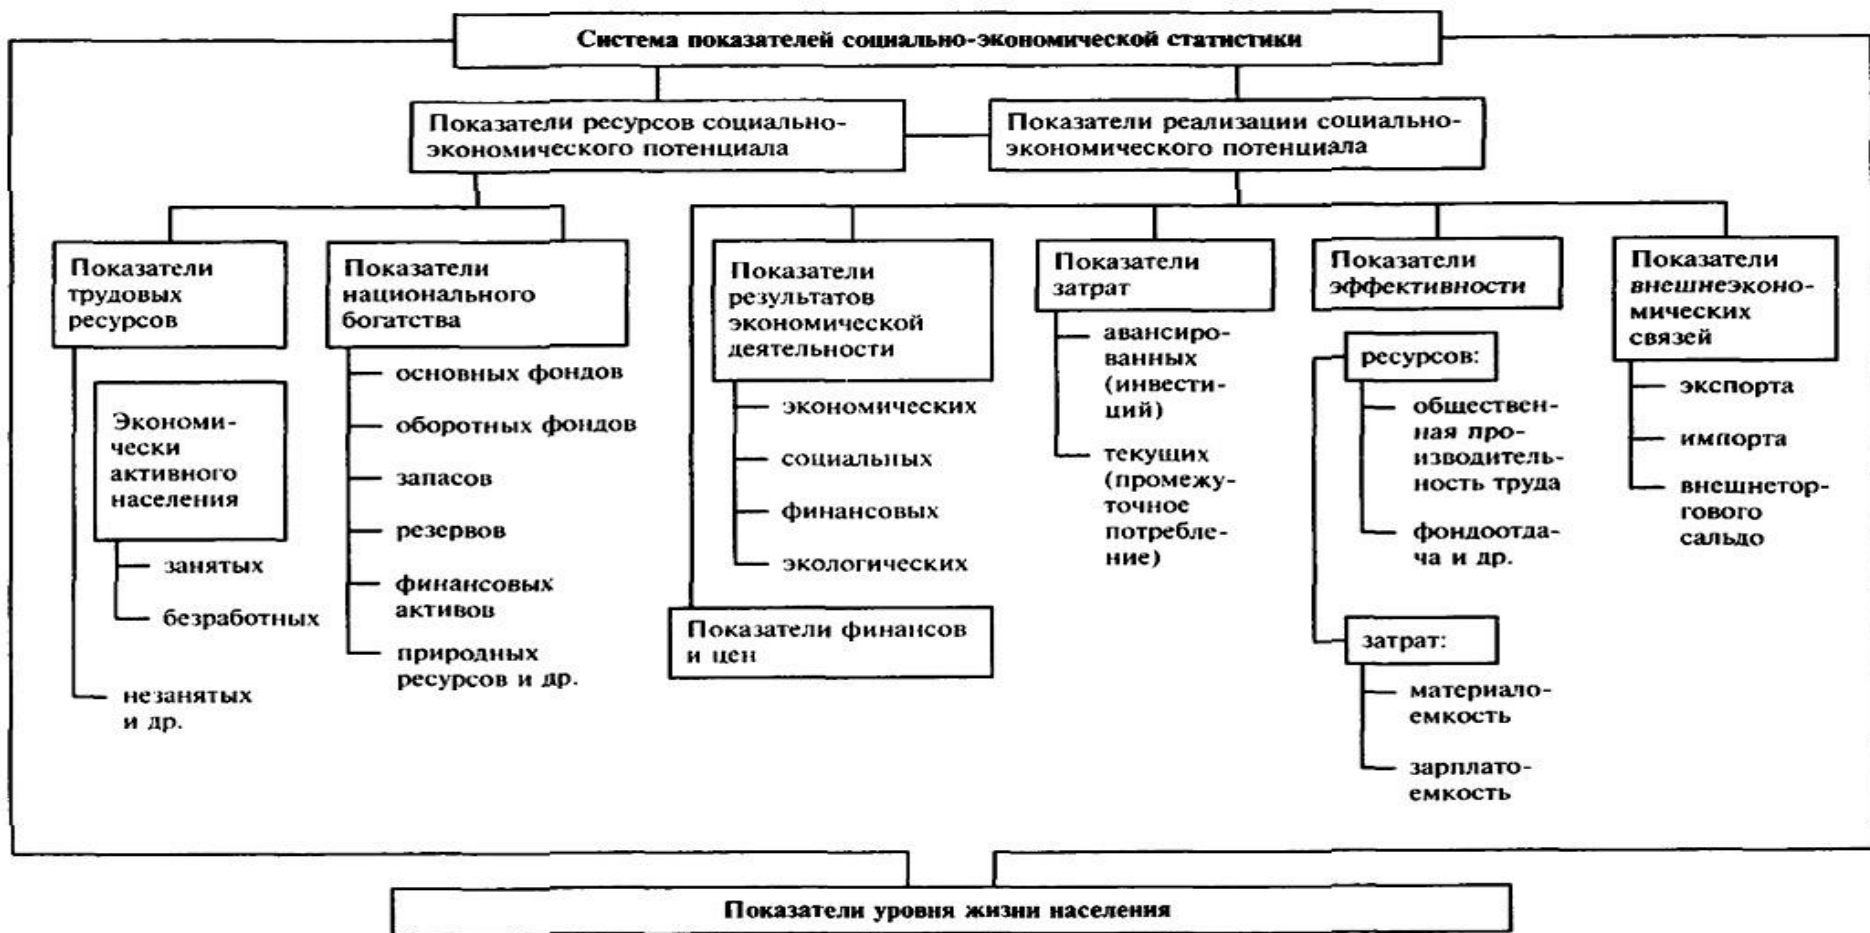 Система показателей социально-экономической статистики
Показатели ресурсов социально-
экономического потенциала
Показатели реализации социально-
экономического потенциала
Показатели
трудовых
ресурсов
Экономи-
чески
активного
населения
занятых
безработных
незанятых
и др.
Показатели
национального
богатства
основных фондов
оборотных фондов
запасов
резервов
финансовых
активов
природных
ресурсов и др.
Показатели
результатов
экономической
деятельности
экономических
социальных
финансовых
экологических
Показатели финансов
и цен
Показатели
затрат
авансиро-
ванных
(инвести-
ций)
текущих
(промежу-
точное
потребле-
ние)
Показатели
эффективности
ресурсов:
обществен-
ная про-
изводитель-
ность труда
фондоотда-
ча и др.
затрат:
материало-
емкость
зарплато-
емкость
Показатели
внешнеэконо-
мических
связей
экспорта
импорта
внешнетор-
гового
сальдо
Показатели уровня жизни населения